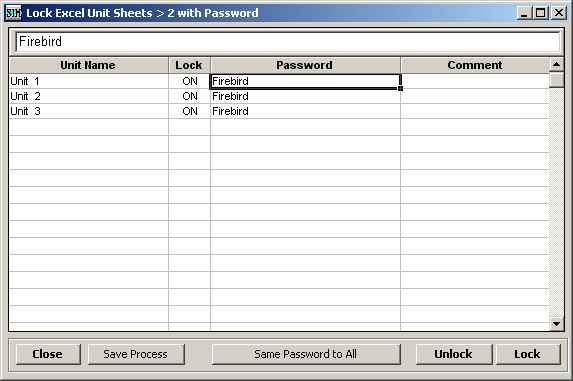 Lock Excel Unit Sheets > 2 with Password
Firebird
Unit Name Lock Password Comment
Unit 1 ON Firebird
Unit 2 ON Firebird
Unit 3 ON Firebird
Close Save Process Same Password to All Unlock Lock